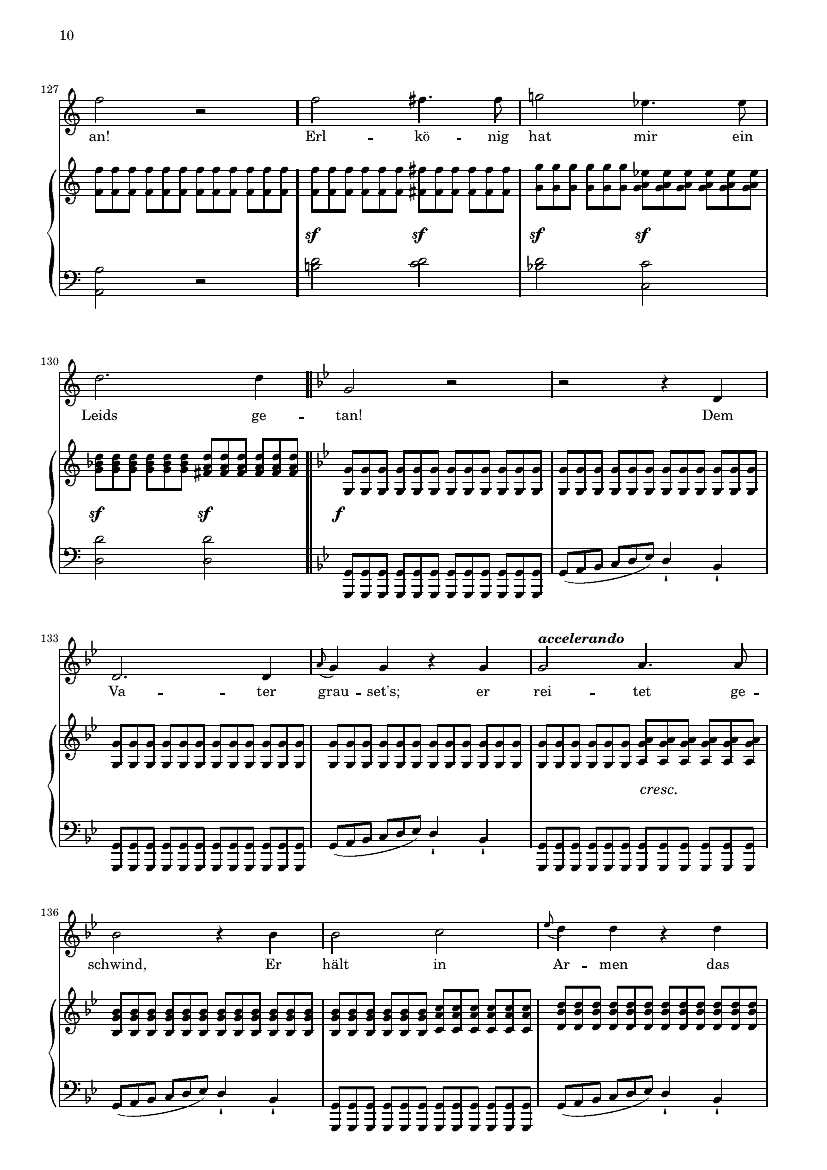 10
127
an! Erl - kö - nig hat mir ein
sf sf sf sf
130
Leids ge - tan! Dem
sf sf f
133
accelerando
Va - - ter grau - set's; er rei - tet ge -
cresc.
136
schwind, Er hält in Ar - men das